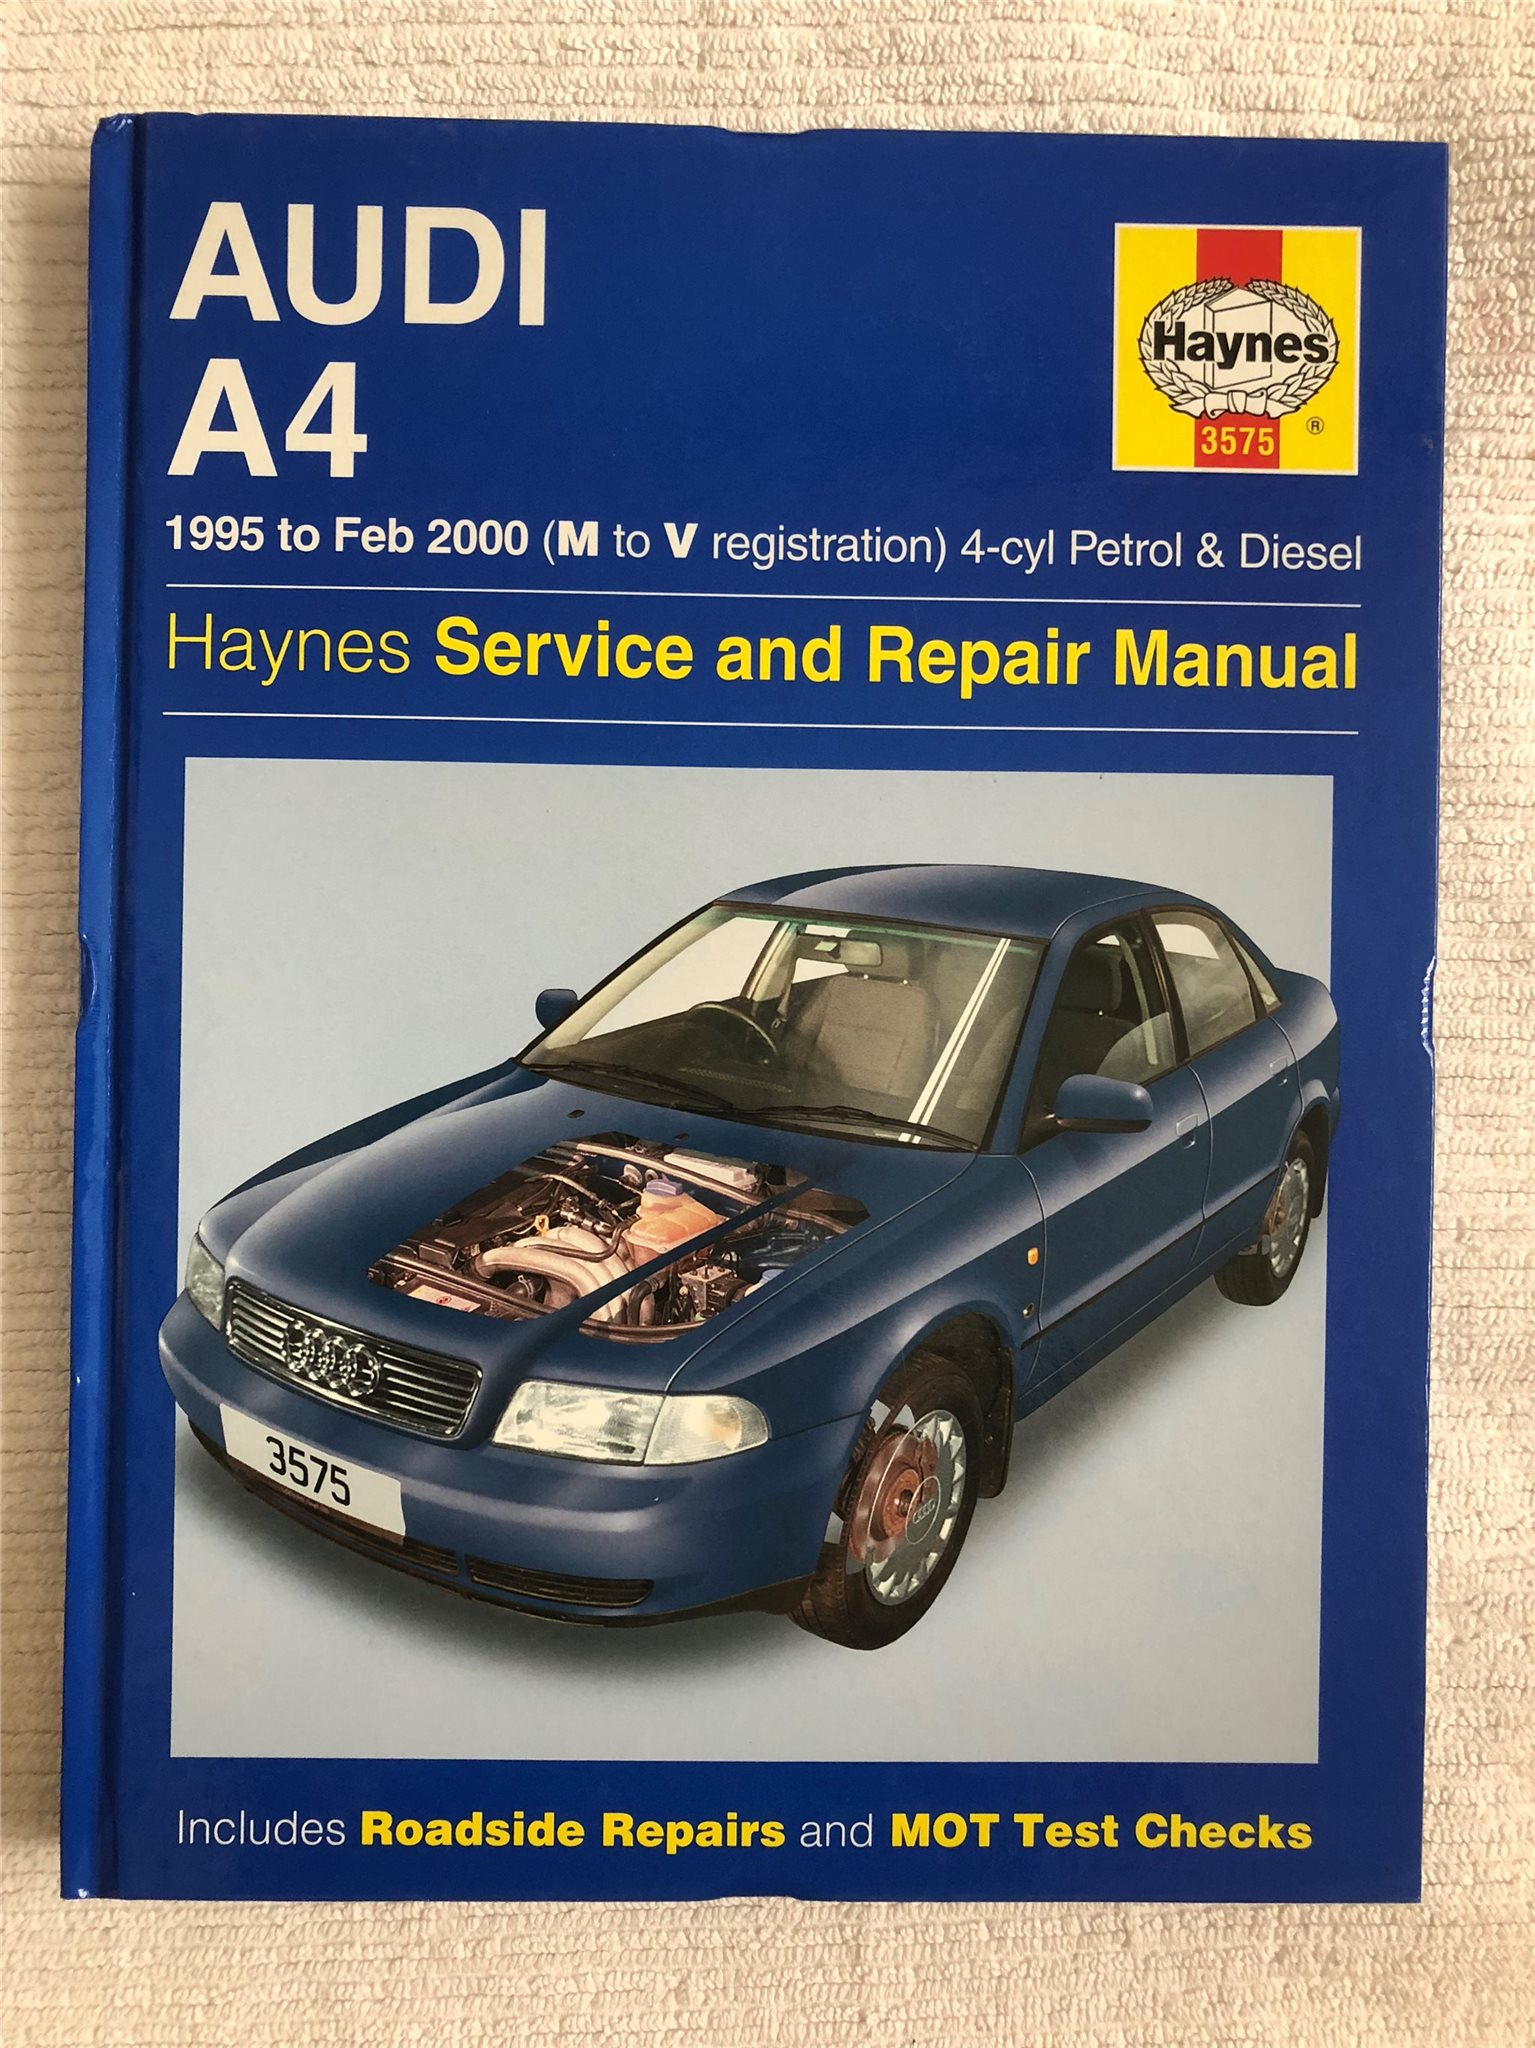 AUDI
A4
Haynes
3575
®
1995 to Feb 2000 (M to V registration) 4-cyl Petrol & Diesel
Haynes Service and Repair Manual
3575
Includes Roadside Repairs and MOT Test Checks